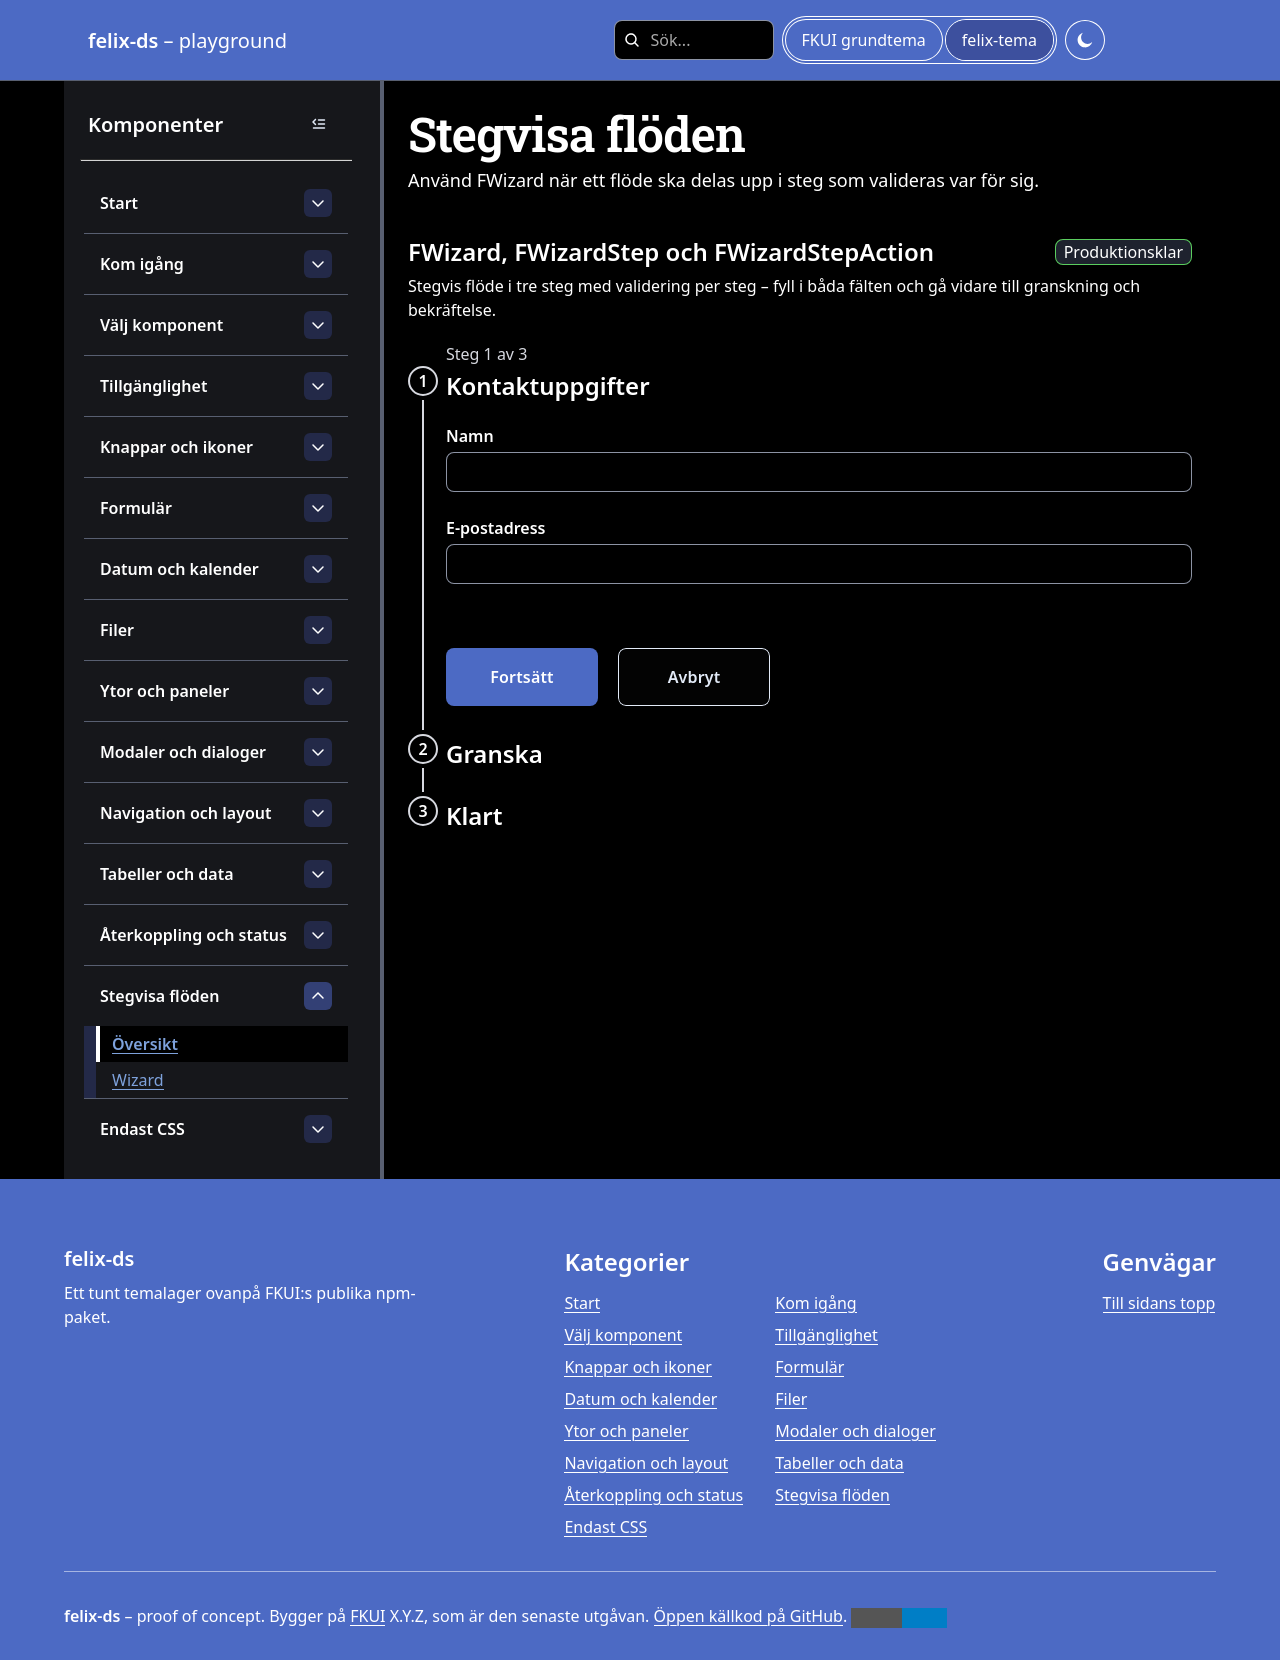 felix-ds – playground
Sök...
FKUI grundtema
felix-tema
Komponenter
Start
Kom igång
Välj komponent
Tillgänglighet
Knappar och ikoner
Formulär
Datum och kalender
Filer
Ytor och paneler
Modaler och dialoger
Navigation och layout
Tabeller och data
Återkoppling och status
Stegvisa flöden
Översikt
Wizard
Endast CSS
Stegvisa flöden
Använd FWizard när ett flöde ska delas upp i steg som valideras var för sig.
FWizard, FWizardStep och FWizardStepAction
Produktionsklar
Stegvis flöde i tre steg med validering per steg – fyll i båda fälten och gå vidare till granskning och
bekräftelse.
Steg 1 av 3
1 Kontaktuppgifter
Namn
E-postadress
Fortsätt
Avbryt
2 Granska
3 Klart
felix-ds
Ett tunt temalager ovanpå FKUI:s publika npm-
paket.
Kategorier
Start
Kom igång
Välj komponent
Tillgänglighet
Knappar och ikoner
Formulär
Datum och kalender
Filer
Ytor och paneler
Modaler och dialoger
Navigation och layout
Tabeller och data
Återkoppling och status
Stegvisa flöden
Endast CSS
Genvägar
Till sidans topp
felix-ds – proof of concept. Bygger på FKUI X.Y.Z, som är den senaste utgåvan. Öppen källkod på GitHub.